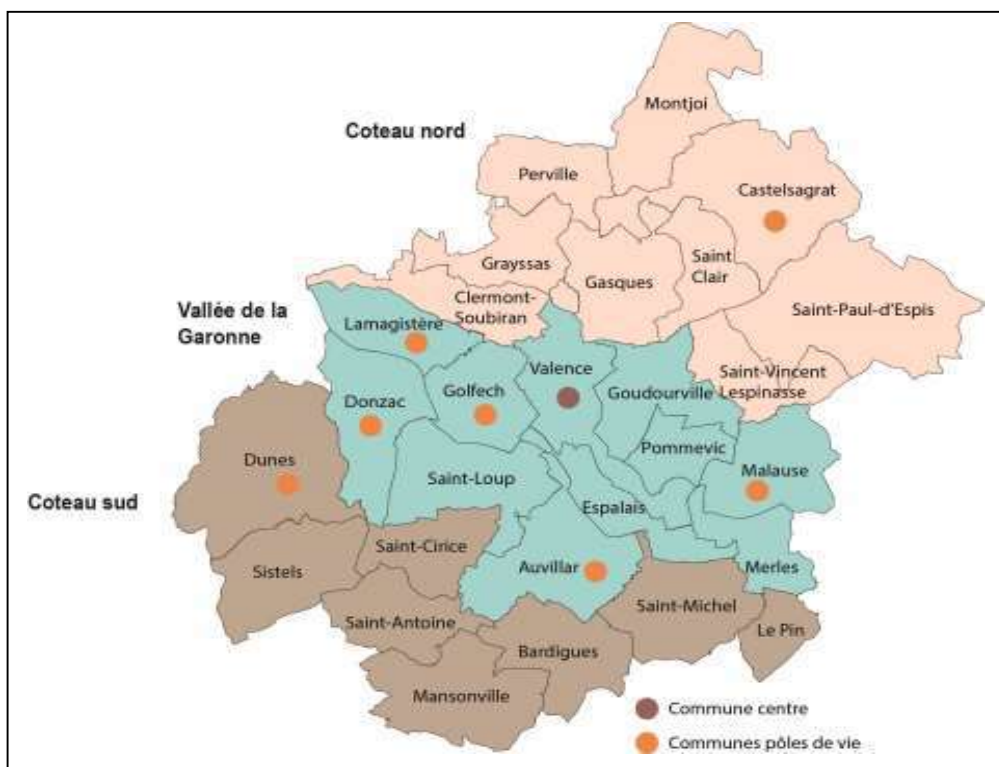 Montjoi
Coteau nord
Perville
Castelsagrat
Grayssas
Gasques
Saint
Clair
Clermont-
Soubiran
Saint-Paul-d'Espis
Vallée de la
Garonne
Lamagistère
Valence
Saint-Vincent
Lespinasse
Golfech
Goudourville
Donzac
Pommevic
Dunes
Saint-Loup
Malause
Coteau sud
Espalais
Saint-Cirice
Auvillar
Merles
Sistels
Saint-Michel
Saint-Antoine
Le Pin
Bardigues
Mansonville
Commune centre
Communes pôles de vie